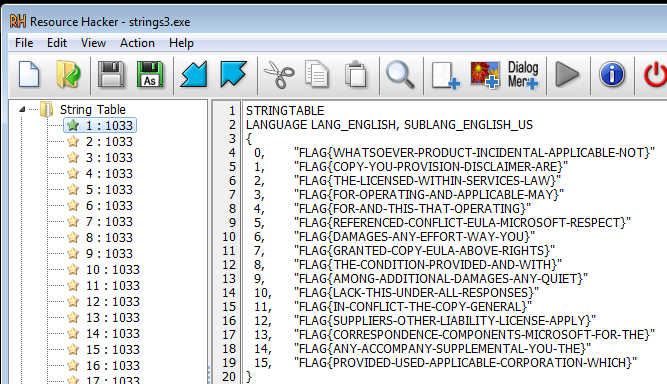 Resource Hacker - strings3.exe
File Edit View Action Help
As
Dialog
Men
String Table
1 : 1033
2 : 1033
3 : 1033
4 : 1033
5 : 1033
6 : 1033
7 : 1033
8 : 1033
9 : 1033
10 : 1033
11 : 1033
12 : 1033
13 : 1033
14 : 1033
15 : 1033
16 : 1033
17 : 1033
1 STRINGTABLE
2 LANGUAGE LANG_ENGLISH, SUBLANG_ENGLISH_US
3 {
4 0, "FLAG{WHATSOEVER-PRODUCT-INCIDENTAL-APPLICABLE-NOT}"
5 1, "FLAG{COPY-YOU-PROVISION-DISCLAIMER-ARE}"
6 2, "FLAG{THE-LICENSED-WITHIN-SERVICES-LAW}"
7 3, "FLAG{FOR-OPERATING-AND-APPLICABLE-MAY}"
8 4, "FLAG{FOR-AND-THIS-THAT-OPERATING}"
9 5, "FLAG{REFERENCED-CONFLICT-EULA-MICROSOFT-RESPECT}"
10 6, "FLAG{DAMAGES-ANY-EFFORT-WAY-YOU}"
11 7, "FLAG{GRANTED-COPY-EULA-ABOVE-RIGHTS}"
12 8, "FLAG{THE-CONDITION-PROVIDED-AND-WITH}"
13 9, "FLAG{AMONG-ADDITIONAL-DAMAGES-ANY-QUIET}"
14 10, "FLAG{LACK-THIS-UNDER-ALL-RESPONSES}"
15 11, "FLAG{IN-CONFLICT-THE-COPY-GENERAL}"
16 12, "FLAG{SUPPLIERS-OTHER-LIABILITY-LICENSE-APPLY}"
17 13, "FLAG{CORRESPONDENCE-COMPONENTS-MICROSOFT-FOR-THE}"
18 14, "FLAG{ANY-ACCOMPANY-SUPPLEMENTAL-YOU-THE}"
19 15, "FLAG{PROVIDED-USED-APPLICABLE-CORPORATION-WHICH}"
20 }